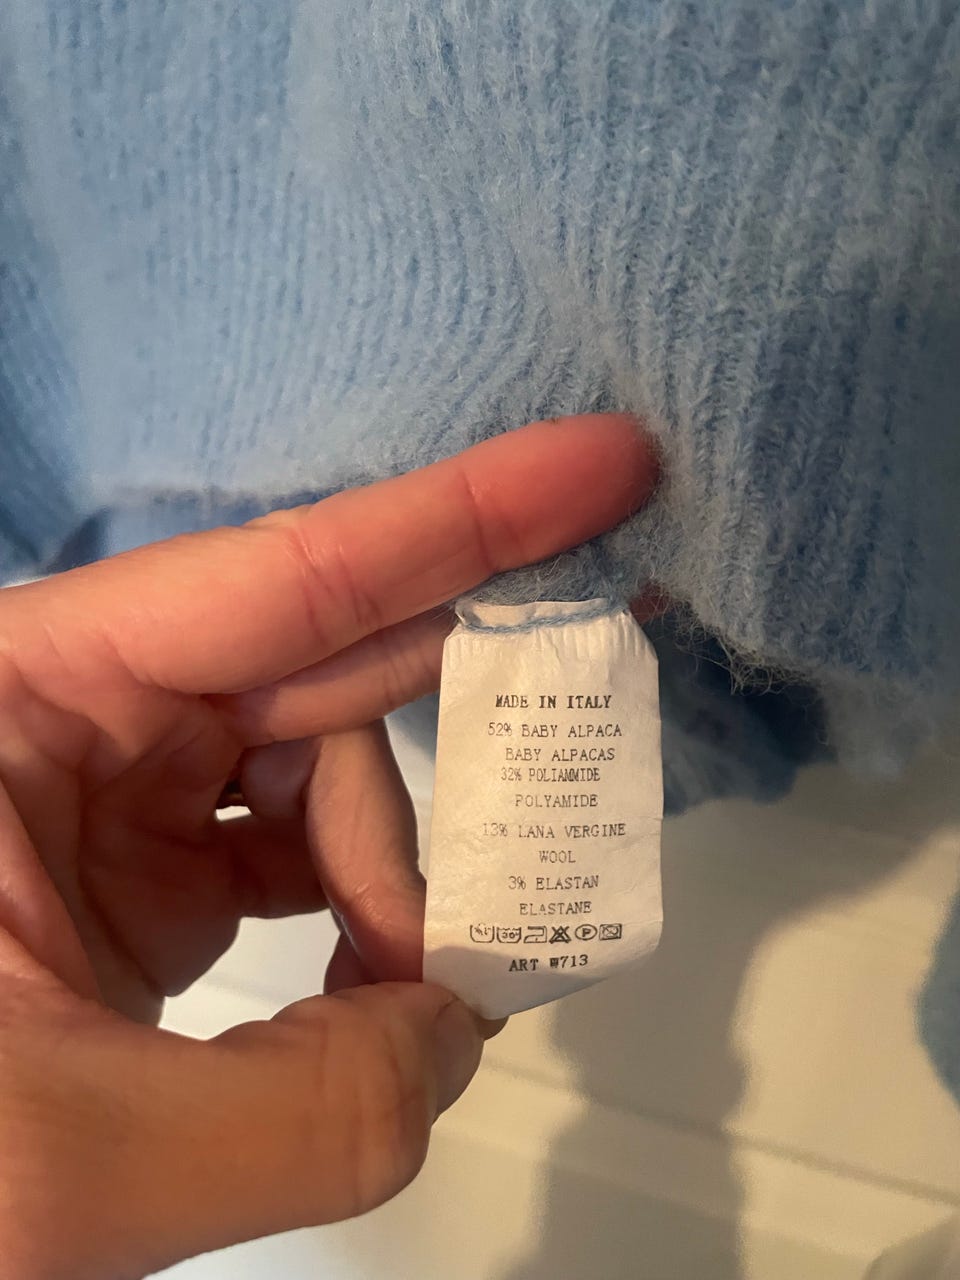 MADE IN ITALY
52% BABY ALPACA
BABY ALPACAS
32% POLIAMMIDE
POLYAMIDE
13% LANA VERGINE
WOOL
3% ELASTAN
ELASTANE
30° P
ART W713